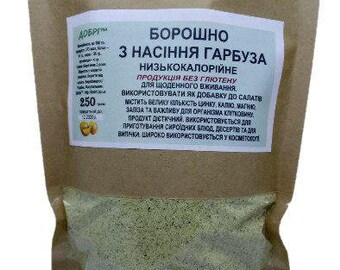 ДОБРІ™
250
БОРОШНО
З НАСІННЯ ГАРБУЗА
НИЗЬКОКАЛОРІЙНЕ
ПРОДУКЦІЯ БЕЗ ГЛЮТЕНУ
ДЛЯ ЩОДЕННОГО ВЖИВАННЯ.
ВИКОРИСТОВУВАТИ ЯК ДОБАВКУ ДО САЛАТІВ
МІСТИТЬ ВЕЛИКУ КІЛЬКІСТЬ ЦИНКУ, КАЛІЮ, МАГНІЮ,
ЗАЛІЗА ТА ВАЖЛИВУ ДЛЯ ОРГАНІЗМА КЛІТКОВИНУ.
ПРОДУКТ ДІЄТИЧНИЙ. ВИКОРИСТОВУЄТЬСЯ ДЛЯ
ПРИГОТУВАННЯ СИРОЇДНИХ БЛЮД, ДЕСЕРТІВ ТА ДЛЯ
ВИПІЧКИ. ШИРОКО ВИКОРИСТОВУЄТЬСЯ У КОСМЕТОЛОГІЇ.